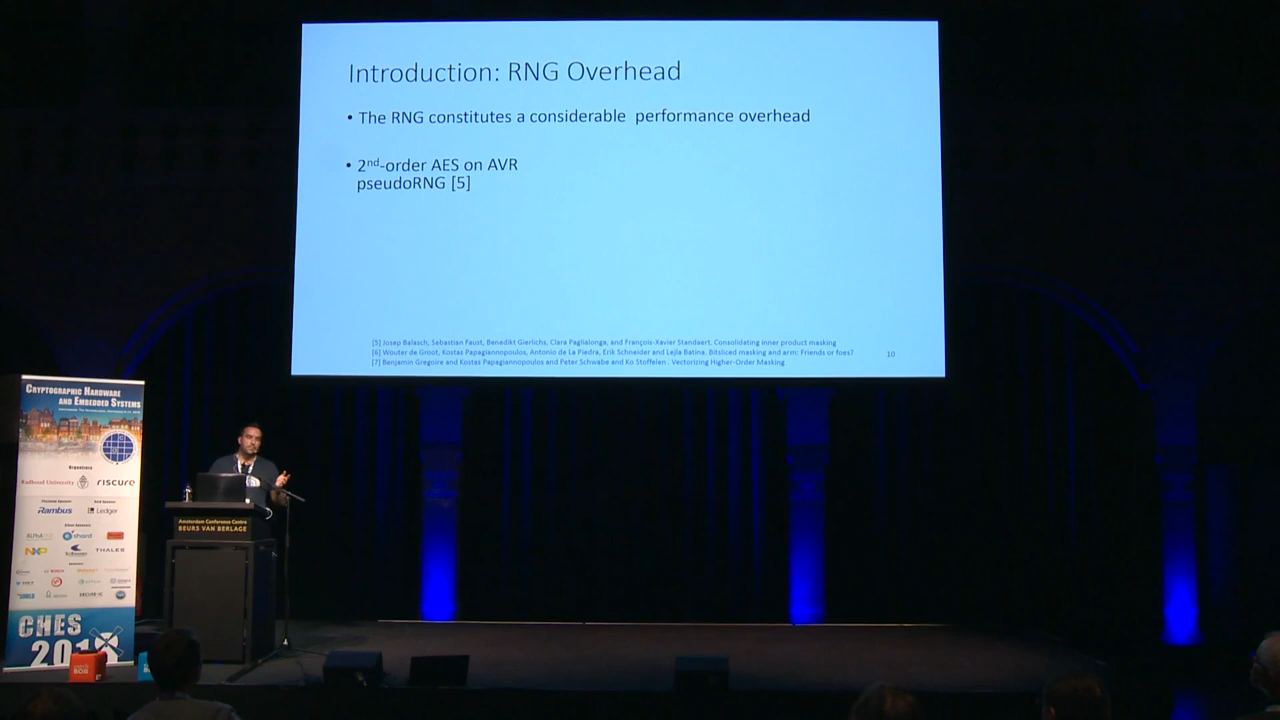 Introduction: RNG Overhead
• The RNG constitutes a considerable performance overhead
• 2nd-order AES on AVR
pseudoRNG [5]
[5] Josep Balasch, Sebastian Faust, Benedikt Gierlichs, Clara Paglialonga, and François-Xavier Standaert. Consolidating inner product masking
[6] Wouter de Groot, Kostas Papagiannopoulos, Antonio de La Piedra, Erik Schneider and Lejla Batina. Bitsliced masking and arm: Friends or foes?
[7] Benjamin Gregoire and Kostas Papagiannopoulos and Peter Schwabe and Ko Stoffelen . Vectorizing Higher-Order Masking
10
CRYPTOGRAPHIC HARDWARE
AND EMBEDDED SYSTEMS
Organizers
Radboud University
riscure
Rambus
Ledger
shard
NXP
THALES
CHES
2018
Amsterdam Conference Centre
BEURS VAN BERLAGE